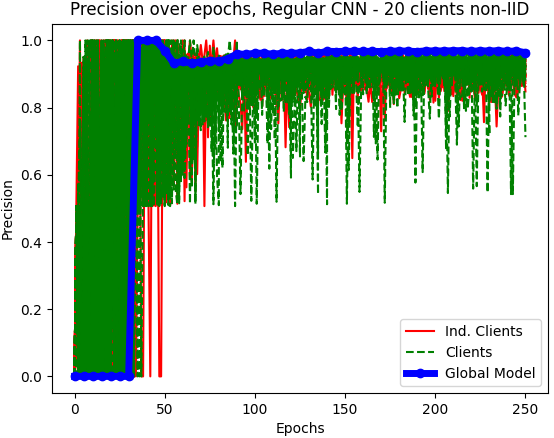 Precision over epochs, Regular CNN - 20 clients non-IID
1.0
0.8
0.6
0.4
0.2
0.0
Precision
0 50 100 150 200 250
Epochs
Ind. Clients
Clients
Global Model